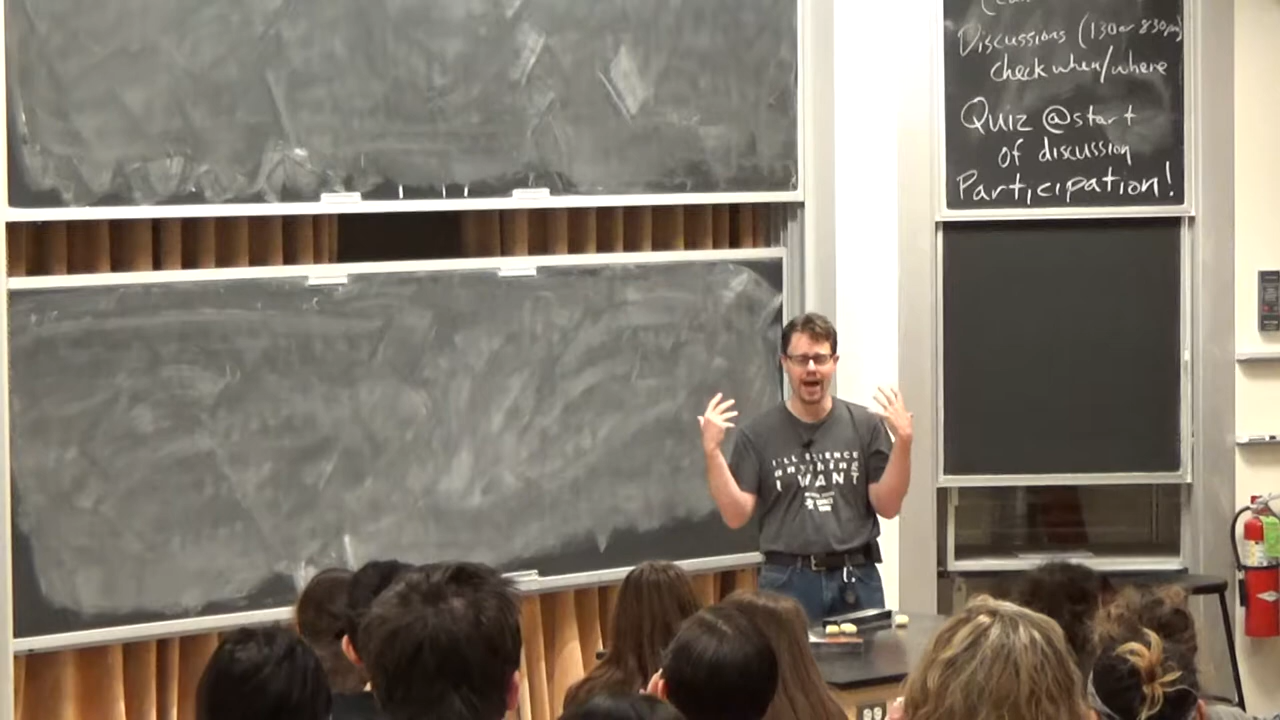 Discussions (130 or 830pm)
check when/where
Quiz @start
of discussion
Participation!
I'LL SCIENCE
anything
I WANT